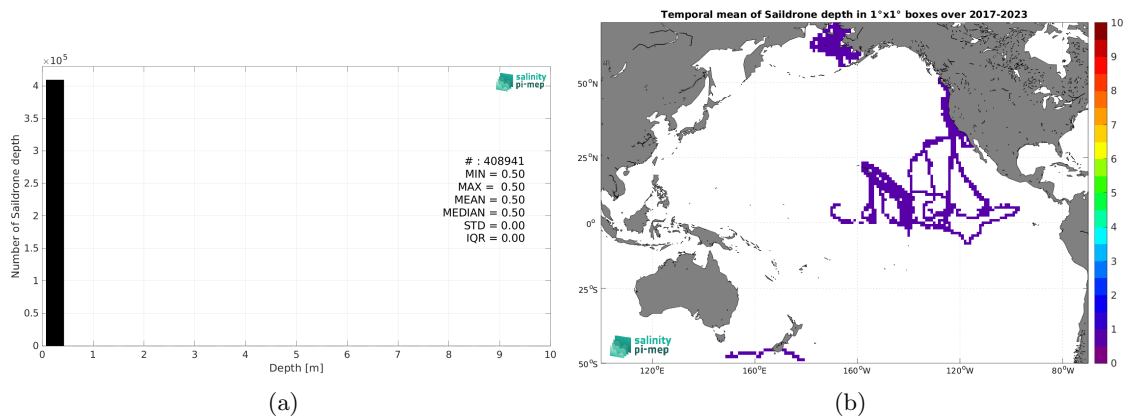 ×10^5
4
3.5
3
2.5
2
1.5
1
0.5
0
0 1 2 3 4 5 6 7 8 9 10
Number of Saildrone depth
Depth [m]
salinity
pi-mep
# : 408941
MIN = 0.50
MAX = 0.50
MEAN = 0.50
MEDIAN = 0.50
STD = 0.00
IQR = 0.00
(a)
Temporal mean of Saildrone depth in 1°x1° boxes over 2017-2023
50°N
25°N
0°
25°S
50°S
120°E 160°E 160°W 120°W 80°W
salinity
pi-mep
10
9
8
7
6
5
4
3
2
1
0
(b)